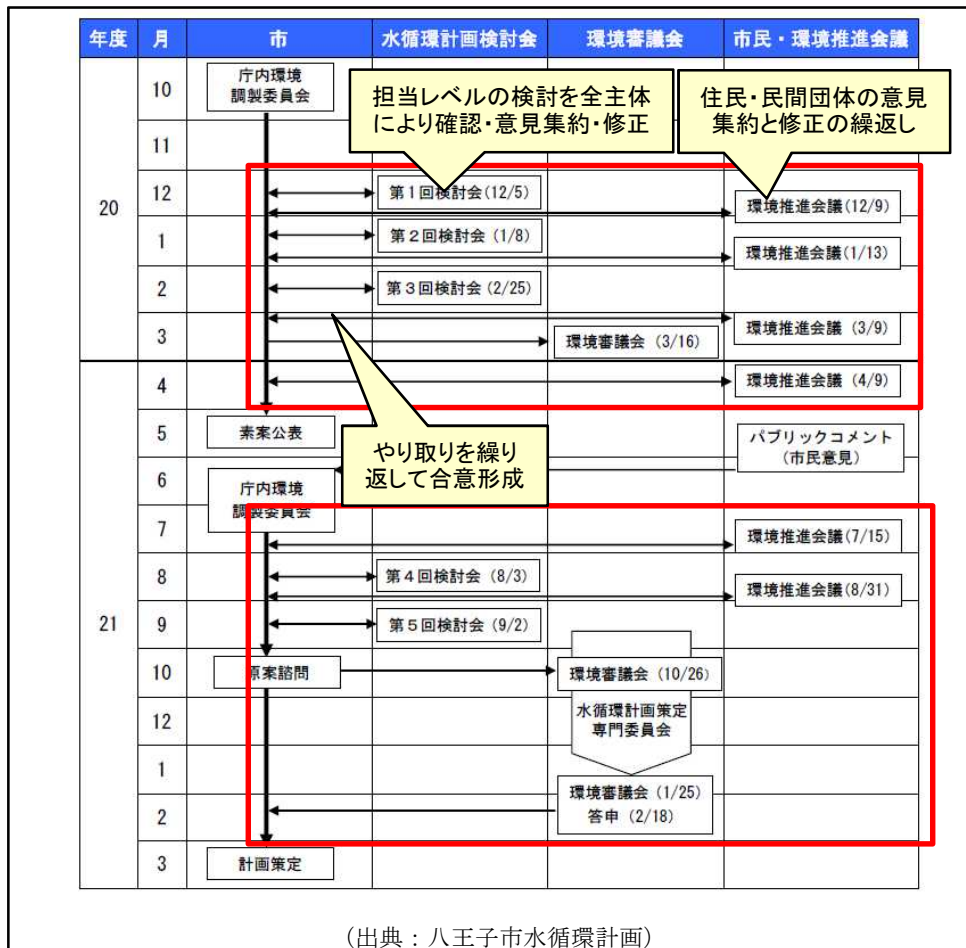 年度 月 市 水循環計画検討会 環境審議会 市民・環境推進会議
20
10
庁内環境
調製委員会
担当レベルの検討を全主体
により確認・意見集約・修正
住民・民間団体の意見
集約と修正の繰返し
11
12
第1回検討会(12/5)
環境推進会議(12/9)
1
第2回検討会(1/8)
環境推進会議(1/13)
2
第3回検討会(2/25)
3
環境審議会 (3/16)
環境推進会議 (3/9)
21
4
環境推進会議 (4/9)
5
素案公表
やり取りを繰り
返して合意形成
パブリックコメント
(市民意見)
6
庁内環境
調製委員会
7
環境推進会議(7/15)
8
第4回検討会 (8/3)
環境推進会議(8/31)
9
第5回検討会 (9/2)
10
原案諮問
環境審議会 (10/26)
12
水循環計画策定
専門委員会
1
環境審議会 (1/25)
2
答申 (2/18)
3
計画策定
(出典:八王子市水循環計画)